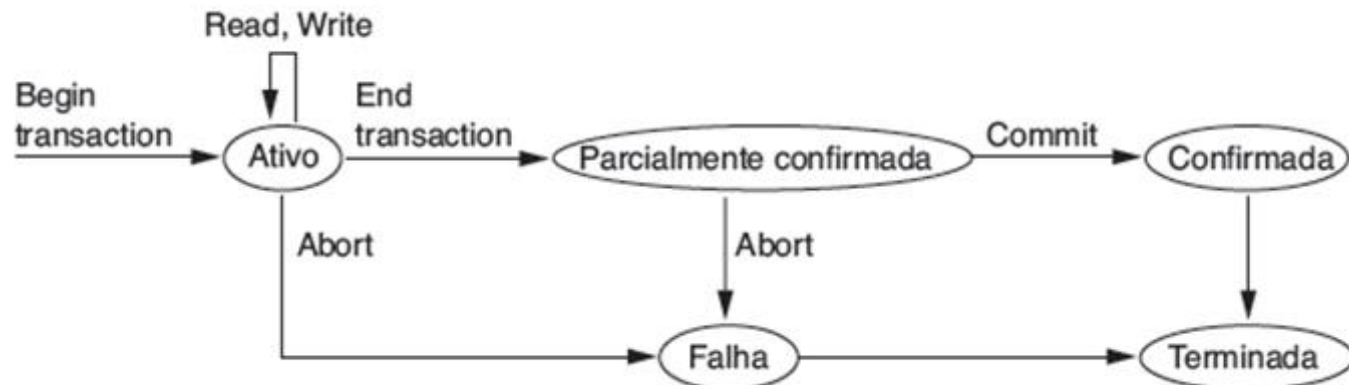 Read, Write
Begin
transaction
Ativo
End
transaction
Parcialmente confirmada
Commit
Confirmada
Abort
Abort
Falha
Terminada